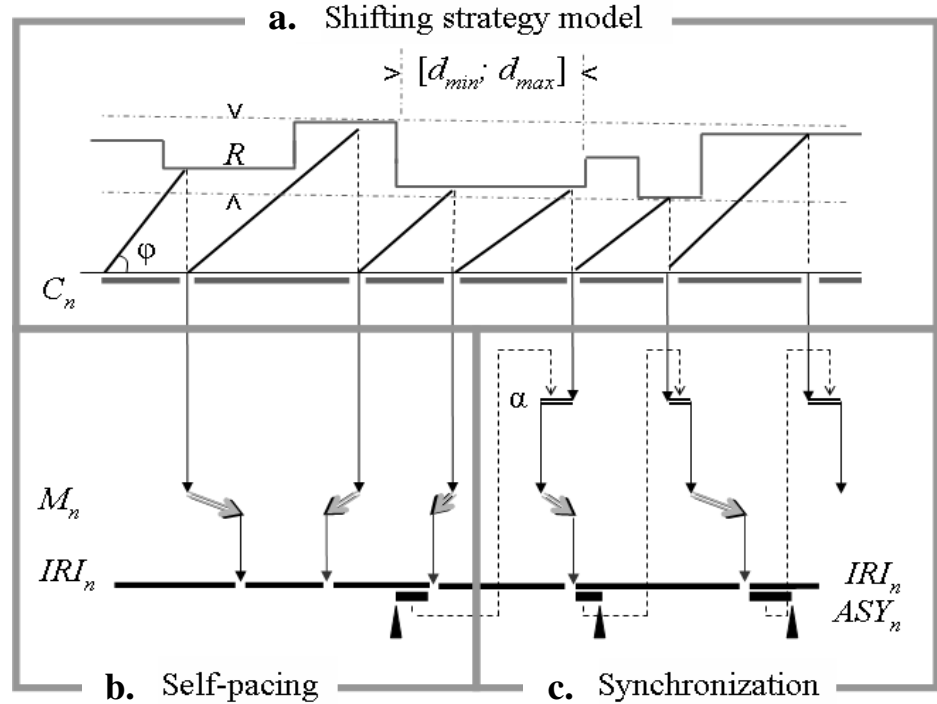 a. Shifting strategy model
> [d_min; d_max] <
R
φ
C_n
α
M_n
IRI_n
IRI_n
ASY_n
b. Self-pacing
c. Synchronization